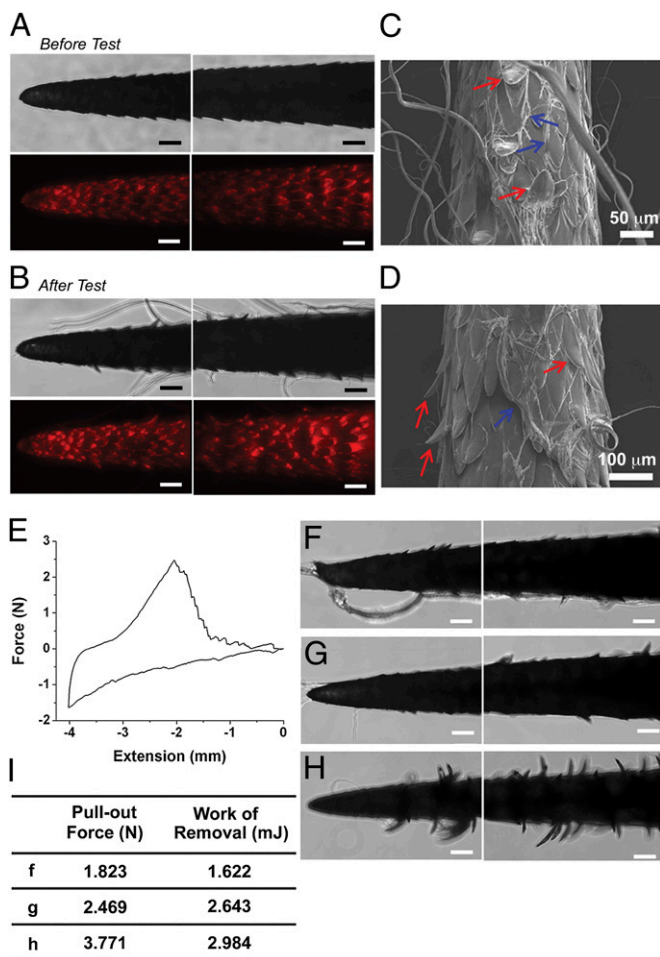 A
Before Test
C
50 μm
B
After Test
D
100 μm
E
3
2
1
0
-1
-2
Force (N)
-4 -3 -2 -1 0
Extension (mm)
F
G
H
I
Pull-out Force (N) Work of Removal (mJ)
f 1.823 1.622
g 2.469 2.643
h 3.771 2.984